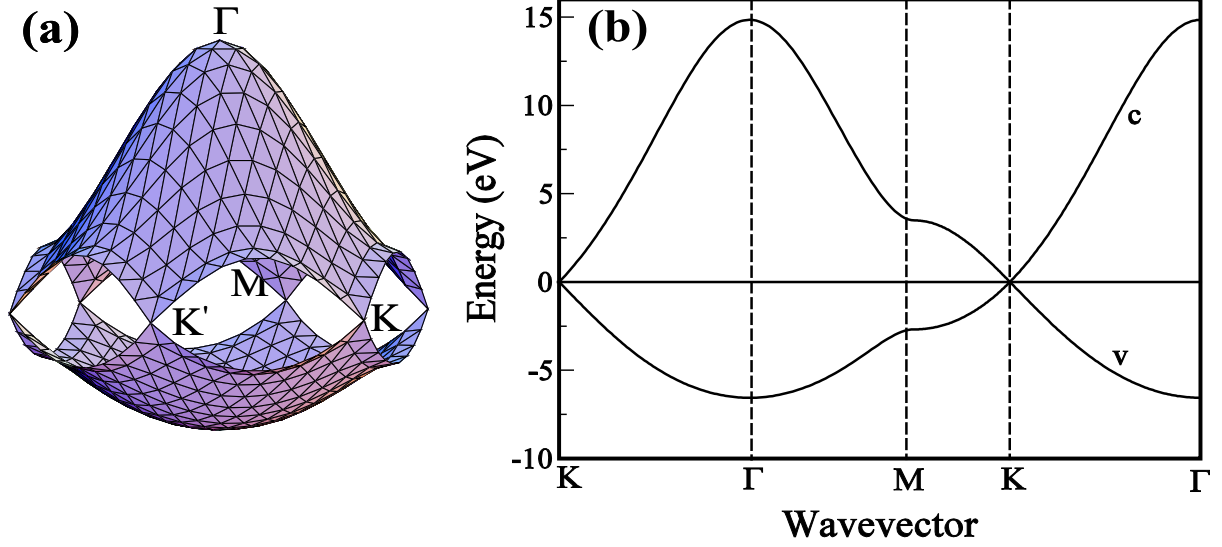 (a)
Γ
M
K'
K
(b)
Energy (eV)
15
10
5
0
-5
-10
c
v
K
Γ
M
K
Γ
Wavevector